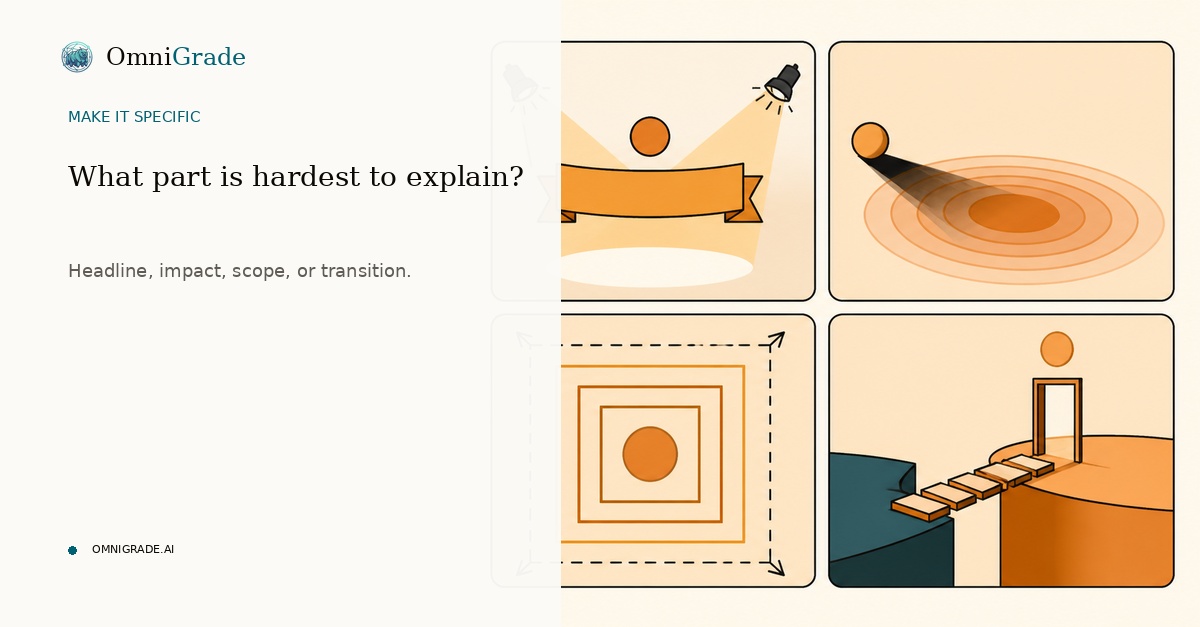 OmniGrade
MAKE IT SPECIFIC
What part is hardest to explain?
Headline, impact, scope, or transition.
OMNIGRADE.AI